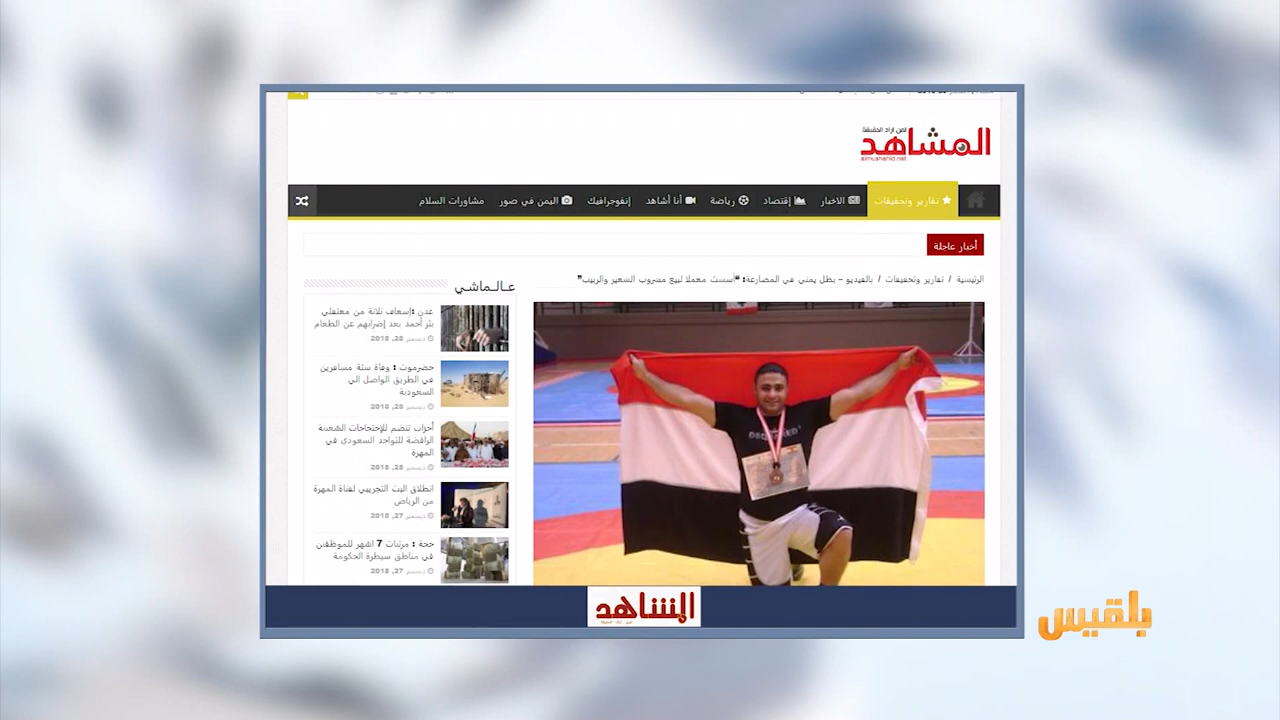 لمن أراد الحقيقة
المشاهد
almushahid.net
تقارير وتحقيقات
الاخبار
إقتصاد
رياضة
أنا أشاهد
إنفوجرافيك
اليمن في صور
مشاورات السلام
أخبار عاجلة
الرئيسية / تقارير وتحقيقات / بالفيديو – بطل يمني في المصارعة: “أسست معملا لبيع مشروب الشعير والزبيب”
عـالـماشـي
عدن :إسعاف ثلاثة من معتقلي
بئر أحمد بعد إضرابهم عن الطعام
ديسمبر 28, 2018
حضرموت : وفاة ستة مسافرين
في الطريق الواصل الي
السعودية
ديسمبر 28, 2018
أحزاب تنضم للإحتجاجات الشعبية
الرافضة للتواجد السعودي في
المهرة
ديسمبر 28, 2018
انطلاق البث التجريبي لقناة المهرة
من الرياض
ديسمبر 27, 2018
حجة : مرتبات 7 اشهر للموظفين
في مناطق سيطرة الحكومة
ديسمبر 27, 2018
المشاهد
بلقيس